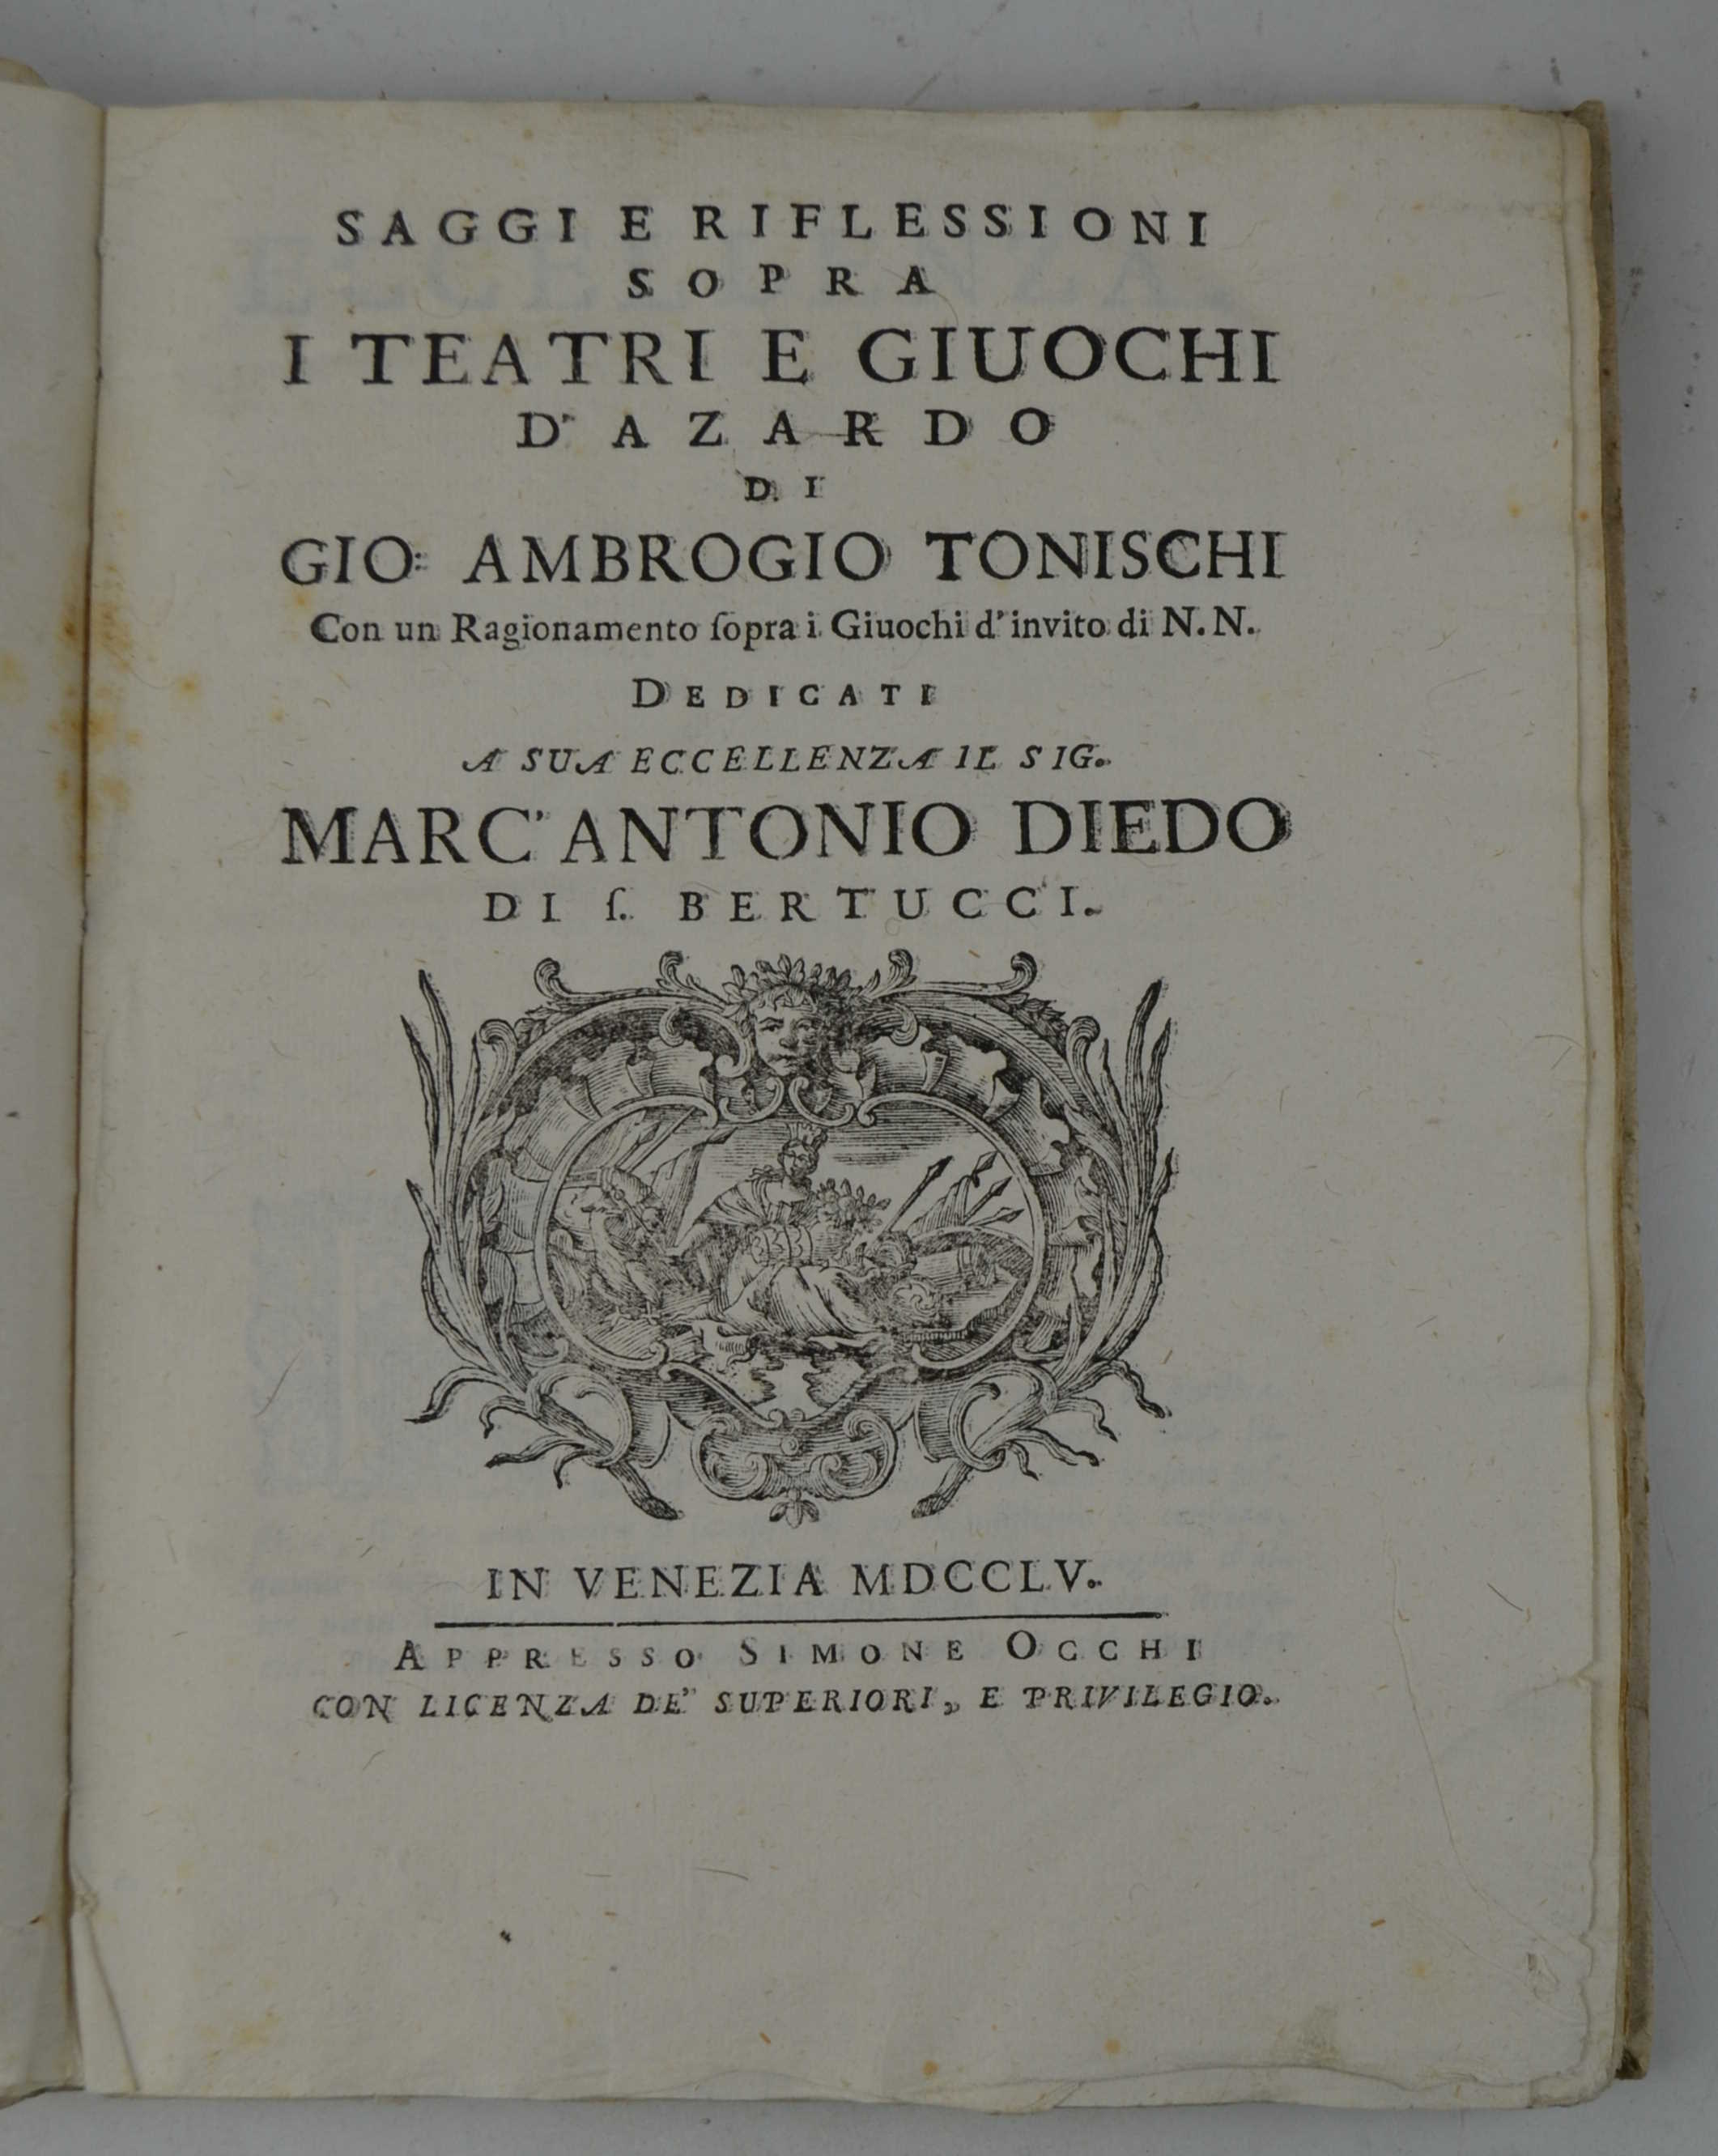 SAGGI E RIFLESSIONI
SOPRA
I TEATRI E GIUOCHI
D'AZARDO
DI
GIO: AMBROGIO TONISCHI
Con un Ragionamento ſopra i Giuochi d'invito di N. N.
DEDICATI
A SUA ECCELLENZA IL SIG.
MARC'ANTONIO DIEDO
DI ſ. BERTUCCI.
IN VENEZIA MDCCLV.
APPRESSO SIMONE OCCHI
CON LICENZA DE' SUPERIORI, E PRIVILEGIO.